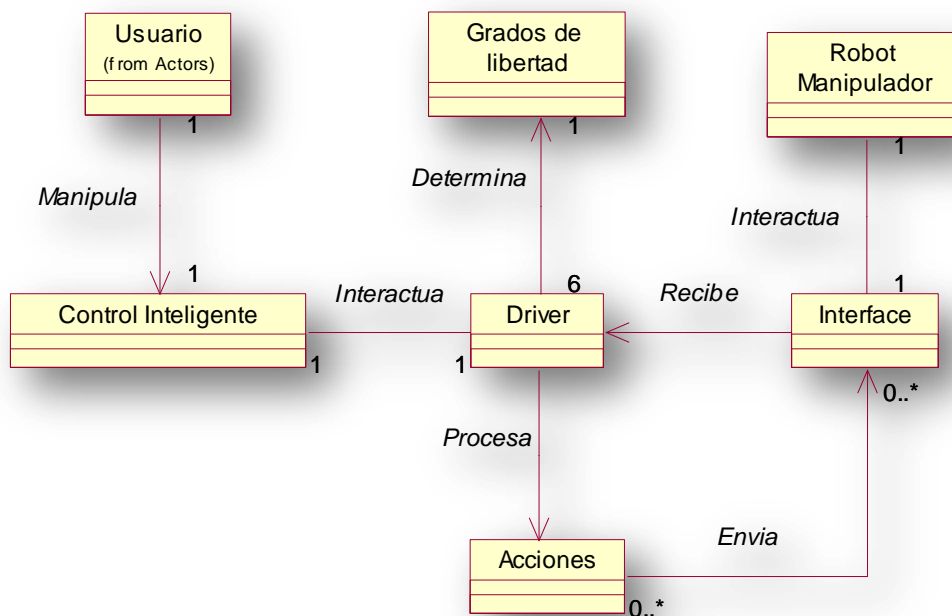 Usuario
(from Actors)
1
Grados de
libertad
1
Robot
Manipulador
1
Manipula
Determina
Interactua
1
Interactua
6
Recibe
1
Control Inteligente
Driver
Interface
1
1
0..*
Procesa
Acciones
Envia
0..*